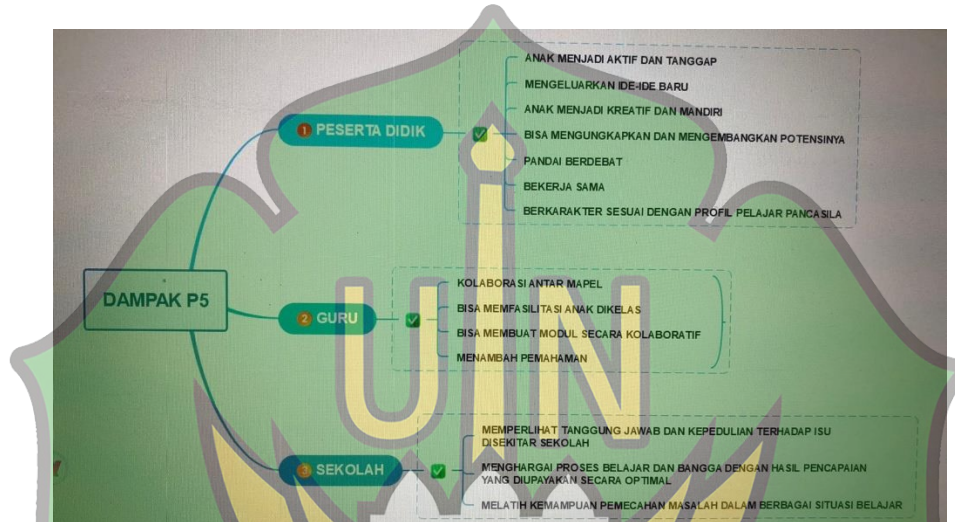 DAMPAK P5
1 PESERTA DIDIK
ANAK MENJADI AKTIF DAN TANGGAP
MENGELUARKAN IDE-IDE BARU
ANAK MENJADI KREATIF DAN MANDIRI
BISA MENGUNGKAPKAN DAN MENGEMBANGKAN POTENSINYA
PANDAI BERDEBAT
BEKERJA SAMA
BERKARAKTER SESUAI DENGAN PROFIL PELAJAR PANCASILA
2 GURU
KOLABORASI ANTAR MAPEL
BISA MEMFASILITASI ANAK DIKELAS
BISA MEMBUAT MODUL SECARA KOLABORATIF
MENAMBAH PEMAHAMAN
3 SEKOLAH
MEMPERLIHAT TANGGUNG JAWAB DAN KEPEDULIAN TERHADAP ISU
DISEKITAR SEKOLAH
MENGHARGAI PROSES BELAJAR DAN BANGGA DENGAN HASIL PENCAPAIAN
YANG DIUPAYAKAN SECARA OPTIMAL
MELATIH KEMAMPUAN PEMECAHAN MASALAH DALAM BERBAGAI SITUASI BELAJAR
UIN